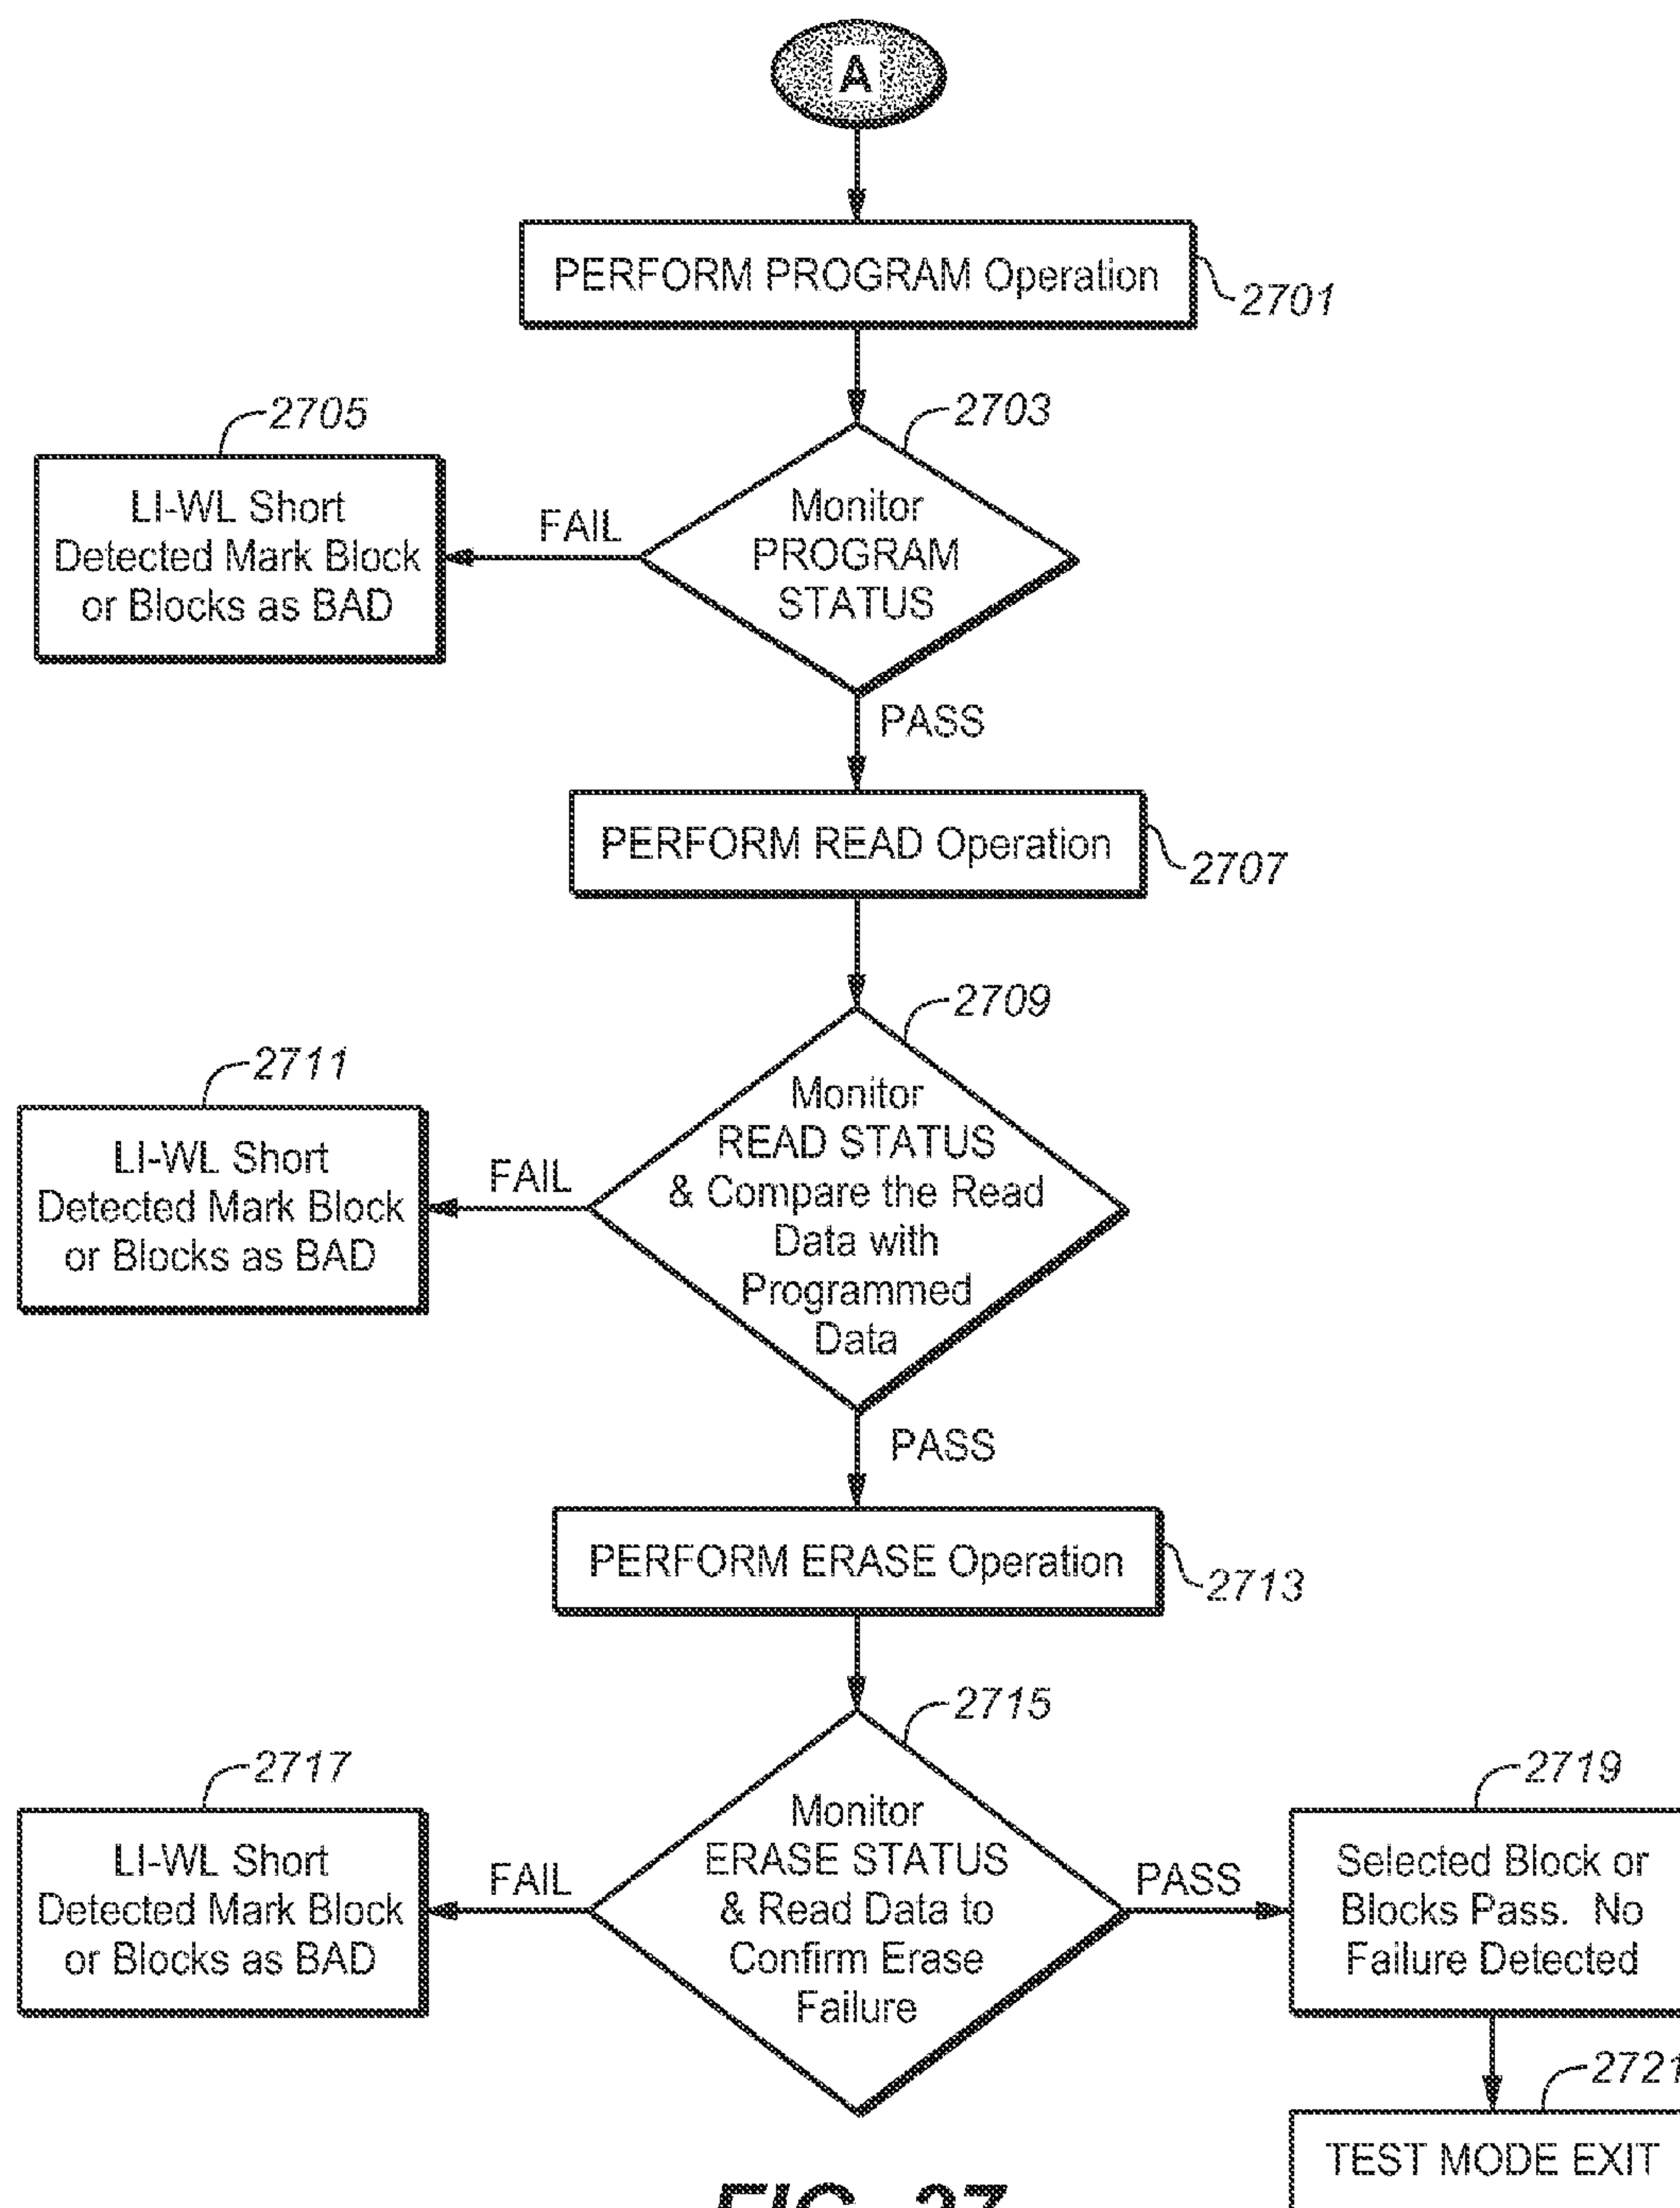 A
PERFORM PROGRAM Operation
2701
2703
2705
Monitor
PROGRAM
STATUS
FAIL
LI-WL Short
Detected Mark Block
or Blocks as BAD
PASS
PERFORM READ Operation
2707
2709
2711
Monitor
READ STATUS
& Compare the Read
Data with
Programmed
Data
FAIL
LI-WL Short
Detected Mark Block
or Blocks as BAD
PASS
PERFORM ERASE Operation
2713
2715
2717
Monitor
ERASE STATUS
& Read Data to
Confirm Erase
Failure
FAIL
LI-WL Short
Detected Mark Block
or Blocks as BAD
PASS
2719
Selected Block or
Blocks Pass. No
Failure Detected
2721
TEST MODE EXIT
FIG. 27